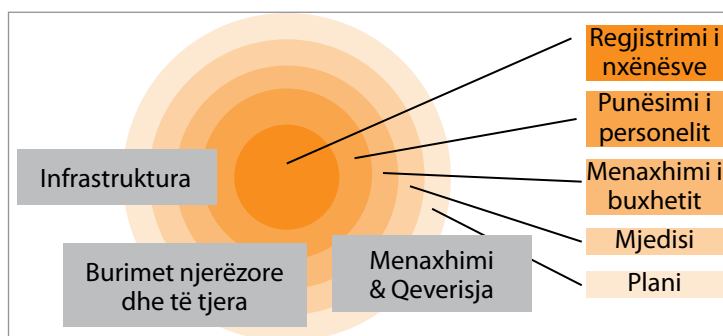 Regjistrimi i
nxënësve
Punësimi i
personelit
Menaxhimi i
buxhetit
Mjedisi
Plani
Infrastruktura
Burimet njerëzore
dhe të tjera
Menaxhimi
& Qeverisja